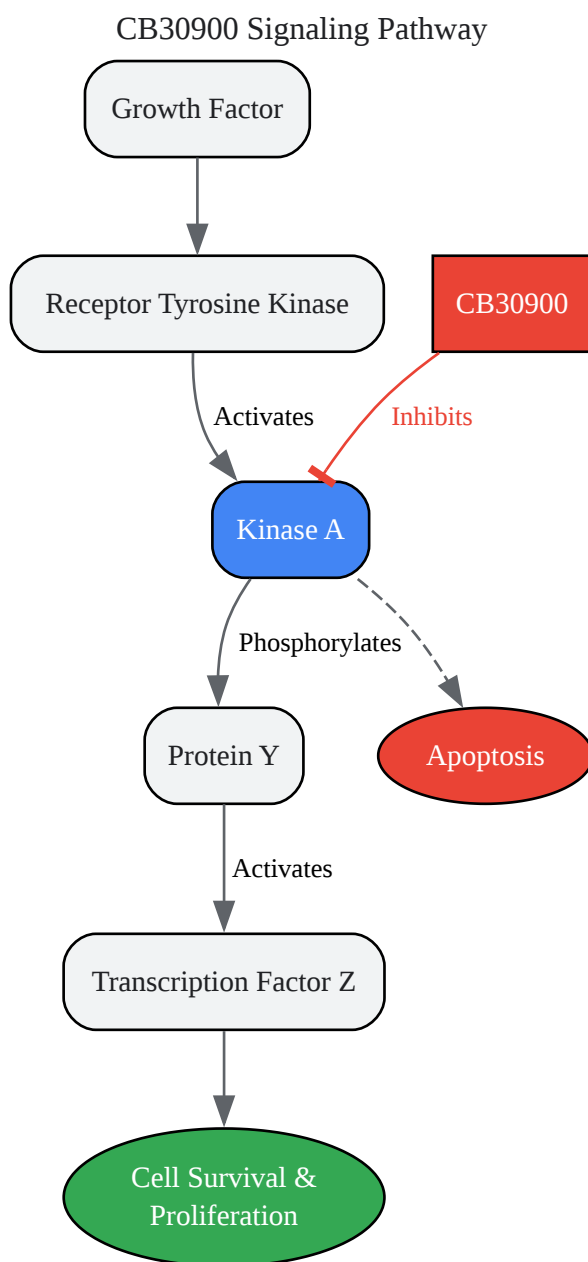 CB30900 Signaling Pathway
Growth Factor
Receptor Tyrosine Kinase
CB30900
Activates
Inhibits
Kinase A
Phosphorylates
Protein Y
Apoptosis
Activates
Transcription Factor Z
Cell Survival &
Proliferation